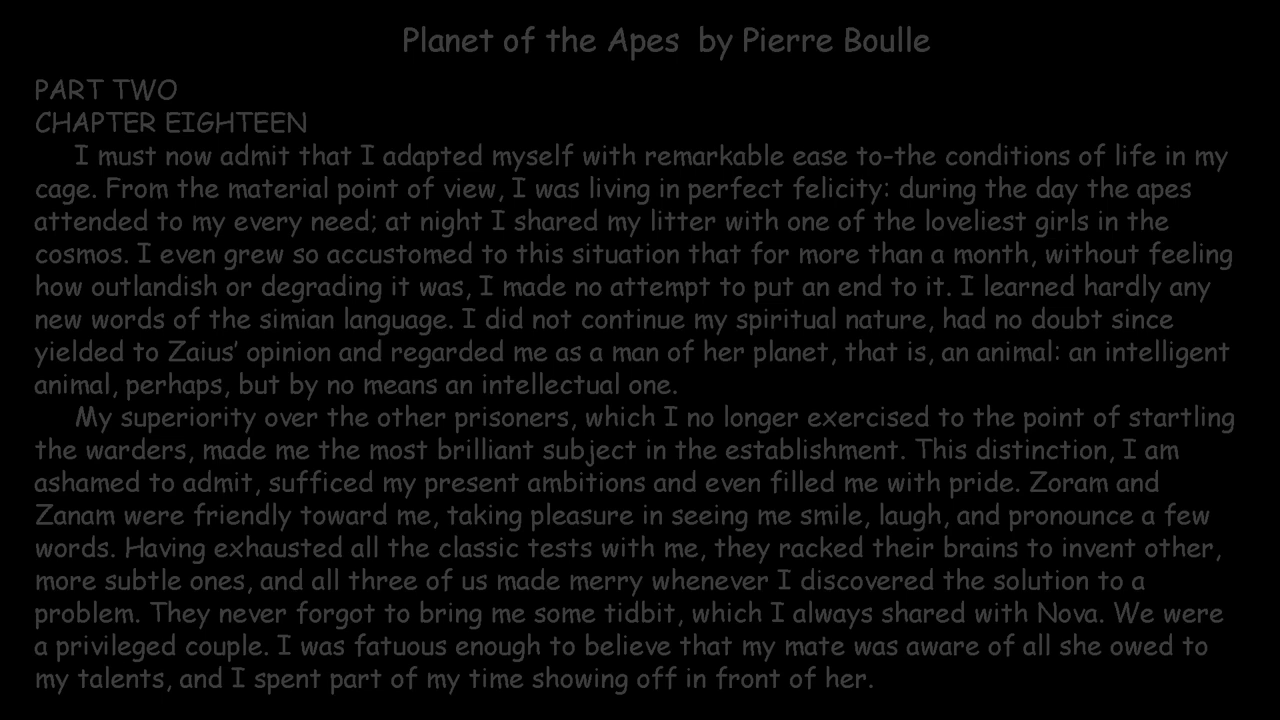 Planet of the Apes by Pierre Boulle
PART TWO
CHAPTER EIGHTEEN
I must now admit that I adapted myself with remarkable ease to-the conditions of life in my
cage. From the material point of view, I was living in perfect felicity: during the day the apes
attended to my every need; at night I shared my litter with one of the loveliest girls in the
cosmos. I even grew so accustomed to this situation that for more than a month, without feeling
how outlandish or degrading it was, I made no attempt to put an end to it. I learned hardly any
new words of the simian language. I did not continue my spiritual nature, had no doubt since
yielded to Zaius’ opinion and regarded me as a man of her planet, that is, an animal: an intelligent
animal, perhaps, but by no means an intellectual one.
My superiority over the other prisoners, which I no longer exercised to the point of startling
the warders, made me the most brilliant subject in the establishment. This distinction, I am
ashamed to admit, sufficed my present ambitions and even filled me with pride. Zoram and
Zanam were friendly toward me, taking pleasure in seeing me smile, laugh, and pronounce a few
words. Having exhausted all the classic tests with me, they racked their brains to invent other,
more subtle ones, and all three of us made merry whenever I discovered the solution to a
problem. They never forgot to bring me some tidbit, which I always shared with Nova. We were
a privileged couple. I was fatuous enough to believe that my mate was aware of all she owed to
my talents, and I spent part of my time showing off in front of her.